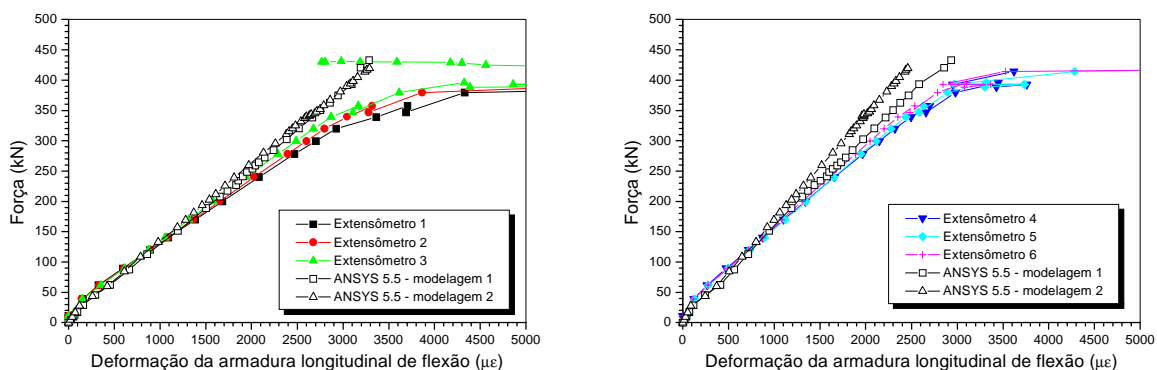 500
450
400
350
300
250
200
150
100
50
0
Força (kN)
0 500 1000 1500 2000 2500 3000 3500 4000 4500 5000
Deformação da armadura longitudinal de flexão (με)
Extensômetro 1
Extensômetro 2
Extensômetro 3
ANSYS 5.5 - modelagem 1
ANSYS 5.5 - modelagem 2
500
450
400
350
300
250
200
150
100
50
0
Força (kN)
0 500 1000 1500 2000 2500 3000 3500 4000 4500 5000
Deformação da armadura longitudinal de flexão (με)
Extensômetro 4
Extensômetro 5
Extensômetro 6
ANSYS 5.5 - modelagem 1
ANSYS 5.5 - modelagem 2